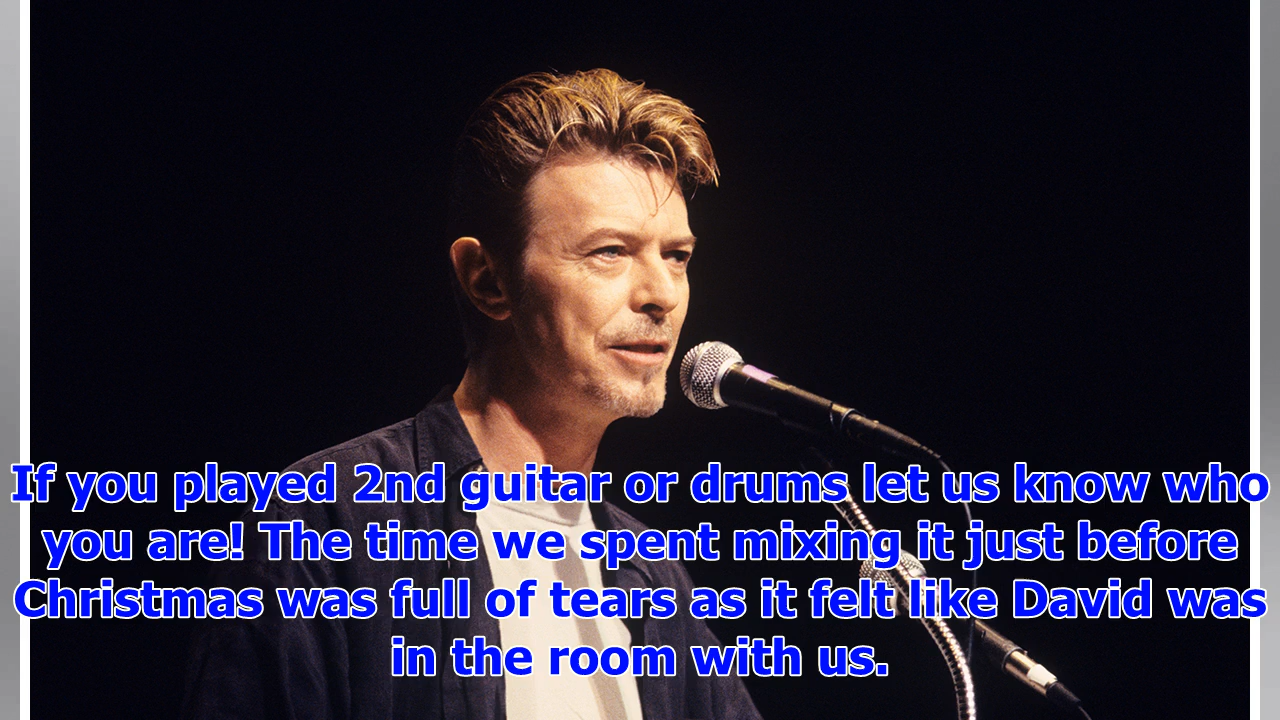 If you played 2nd guitar or drums let us know who
you are! The time we spent mixing it just before
Christmas was full of tears as it felt like David was
in the room with us.